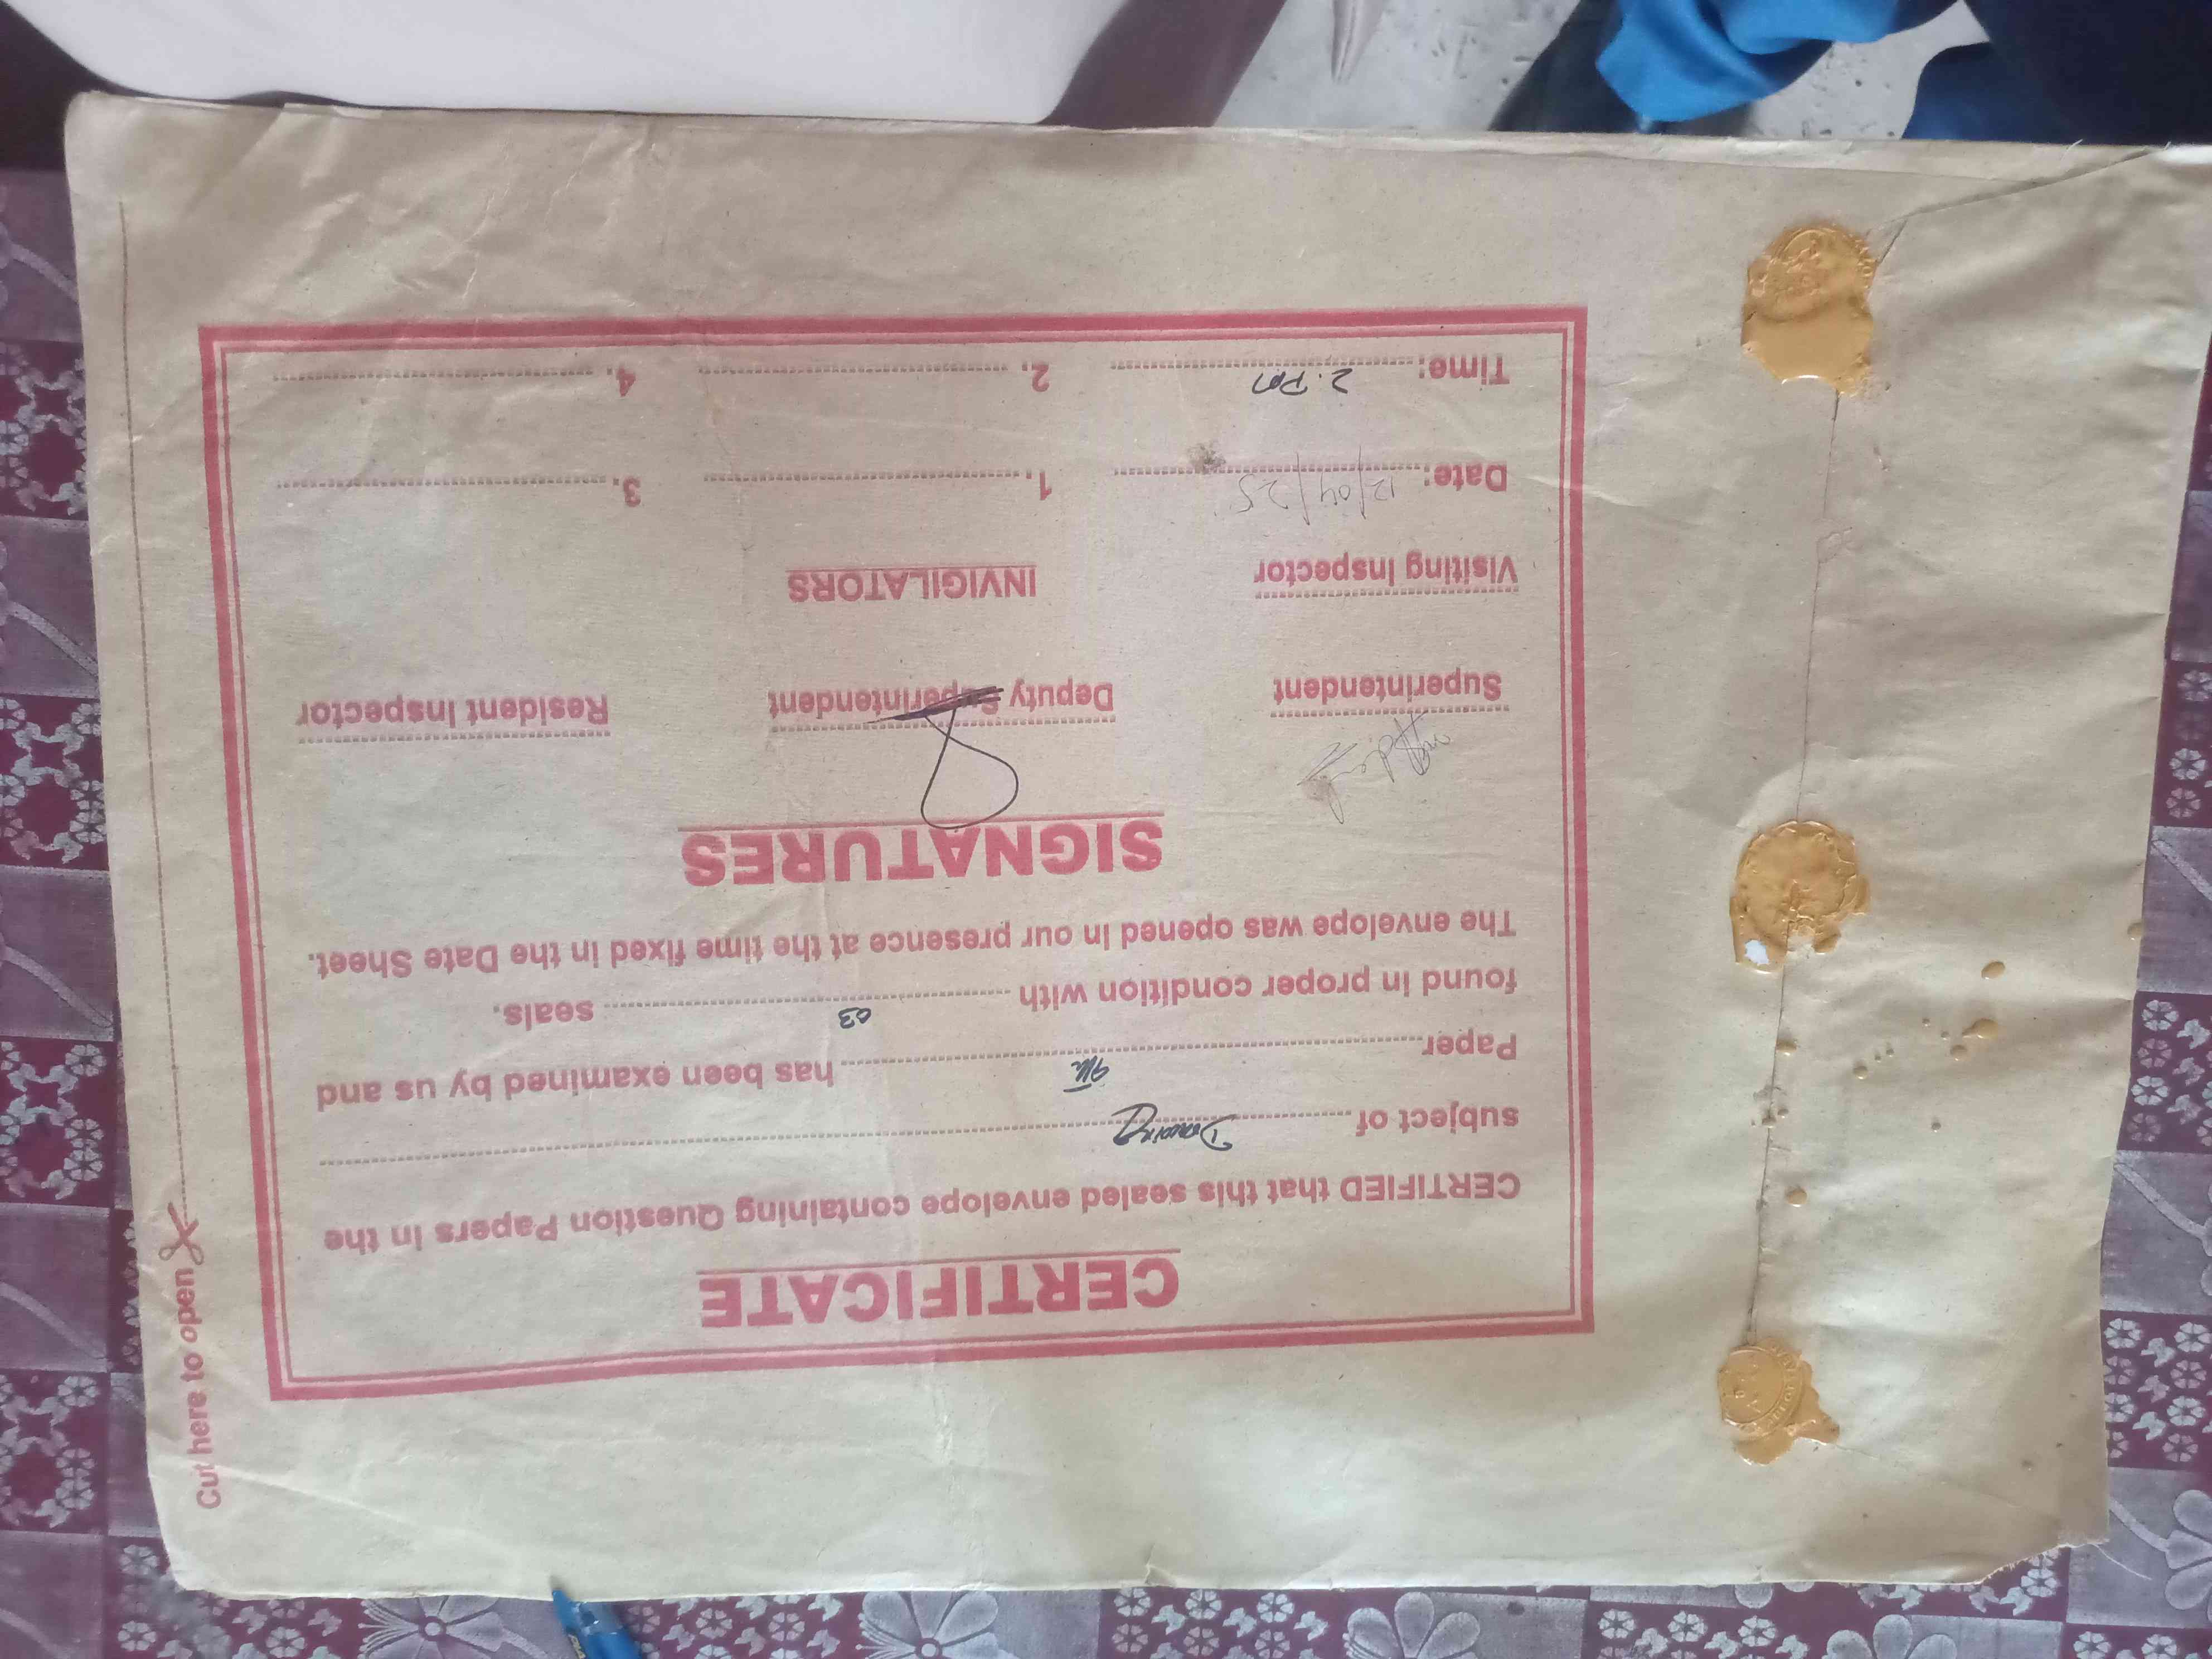 CERTIFICATE
CERTIFIED that this sealed envelope containing Question Papers in the
subject of Drawing
Paper 9th has been examined by us and
found in proper condition with 03 seals.
The envelope was opened in our presence at the time fixed in the Date Sheet.
SIGNATURES
Superintendent Deputy Superintendent Resident Inspector
Visiting Inspector INVIGILATORS
Date: 12/04/25 1. 3.
Time: 2. Pm 2. 4.
Cut here to open